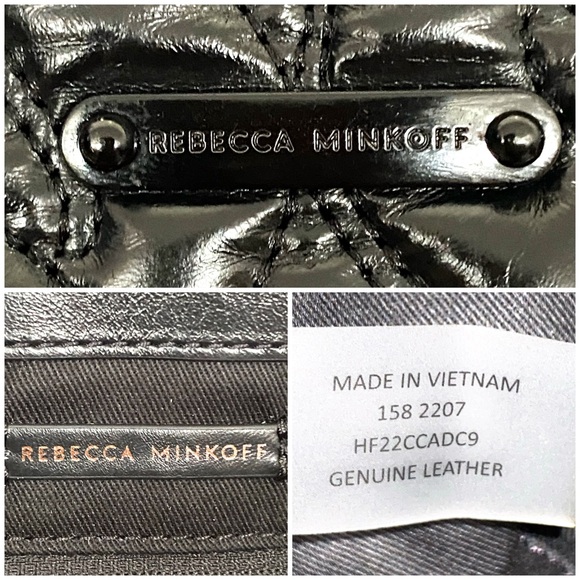 REBECCA MINKOFF
REBECCA MINKOFF
MADE IN VIETNAM
158 2207
HF22CCADC9
GENUINE LEATHER